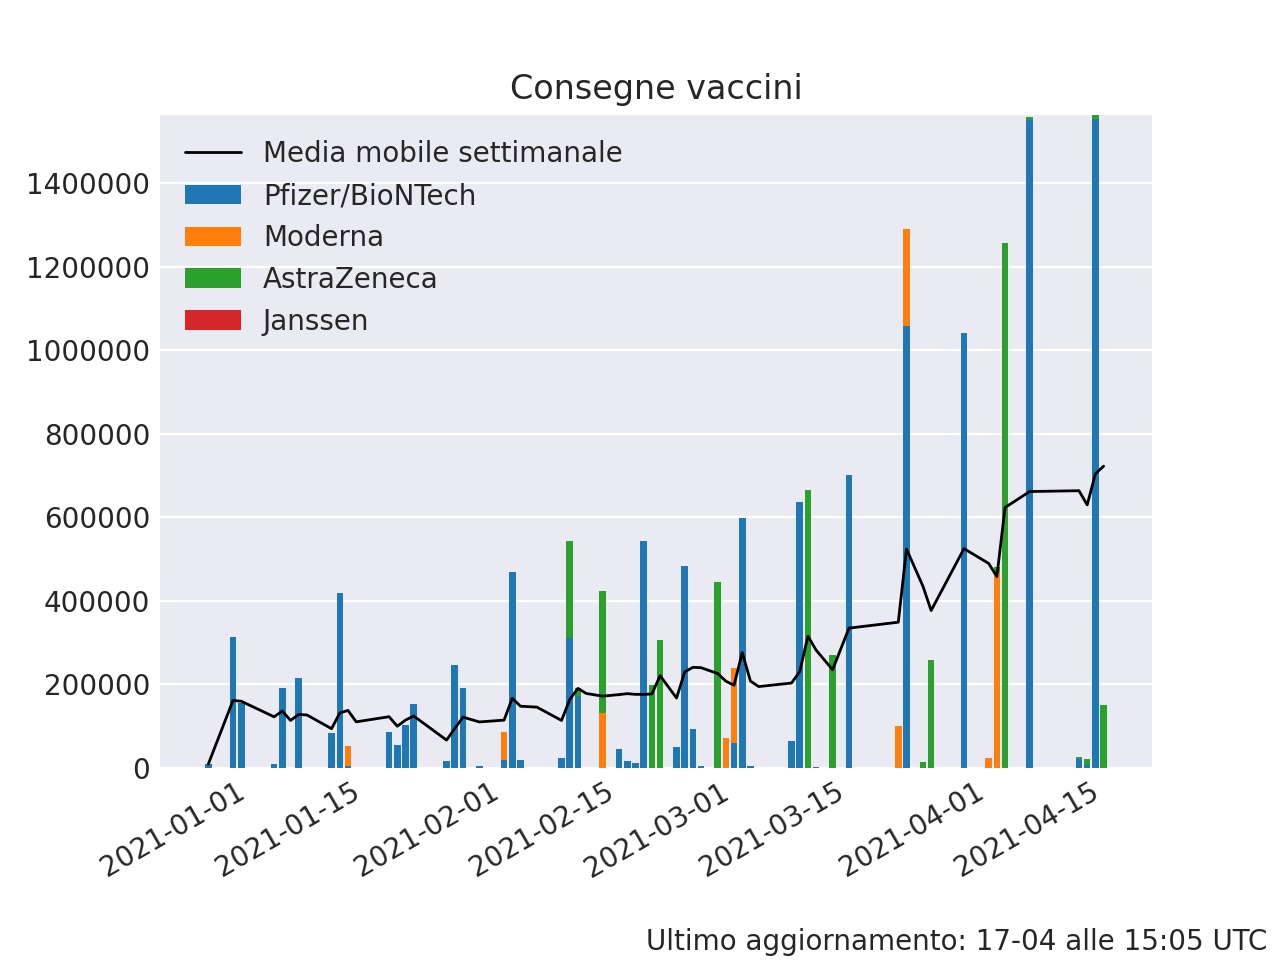 Consegne vaccini
Media mobile settimanale
Pfizer/BioNTech
Moderna
AstraZeneca
Janssen
1400000
1200000
1000000
800000
600000
400000
200000
0
2021-01-01
2021-01-15
2021-02-01
2021-02-15
2021-03-01
2021-03-15
2021-04-01
2021-04-15
Ultimo aggiornamento: 17-04 alle 15:05 UTC